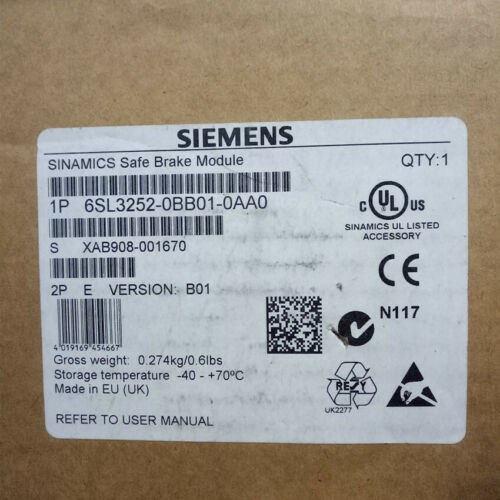 SIEMENS
SINAMICS Safe Brake Module QTY:1
1P 6SL3252-0BB01-0AA0
S XAB908-001670
C UL US
SINAMICS UL LISTED
ACCESSORY
2P E VERSION: B01
CE
N117
4 019169 454667
Gross weight: 0.274kg/0.6lbs
Storage temperature -40 - +70ºC
Made in EU (UK)
RESY
UK2277
REFER TO USER MANUAL